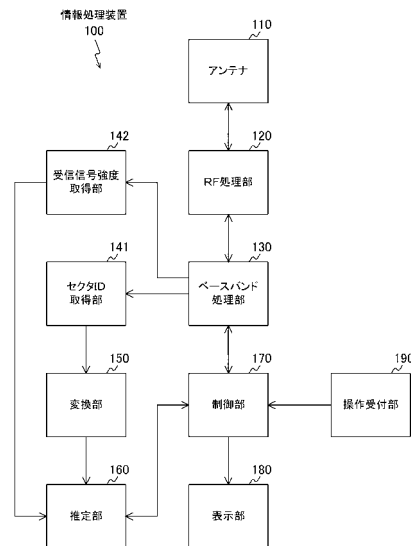 情報処理装置
100
110
アンテナ
142
受信信号強度
取得部
120
RF処理部
141
セクタID
取得部
130
ベースバンド
処理部
150
変換部
170
制御部
190
操作受付部
160
推定部
180
表示部